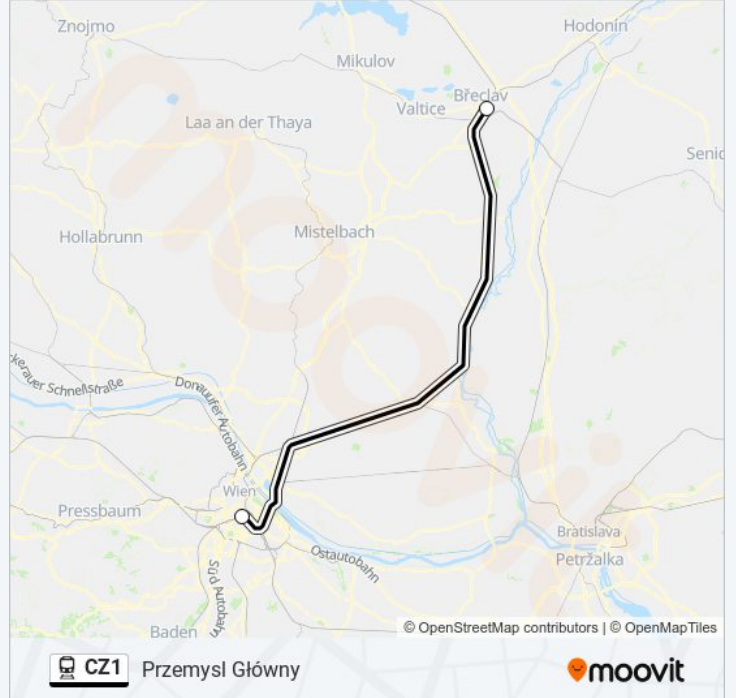 Znojmo
Hodonín
Mikulov
Břeclav
Valtice
Laa an der Thaya
Senic
Hollabrunn
Mistelbach
moovit
ckerauer Schnellstraße
Donauufer Autobahn
Wien
Pressbaum
Bratislava
Petržalka
Ostautobahn
Süd Autobahn
Baden
© OpenStreetMap contributors | © OpenMapTiles
CZ1 Przemysl Główny
moovit